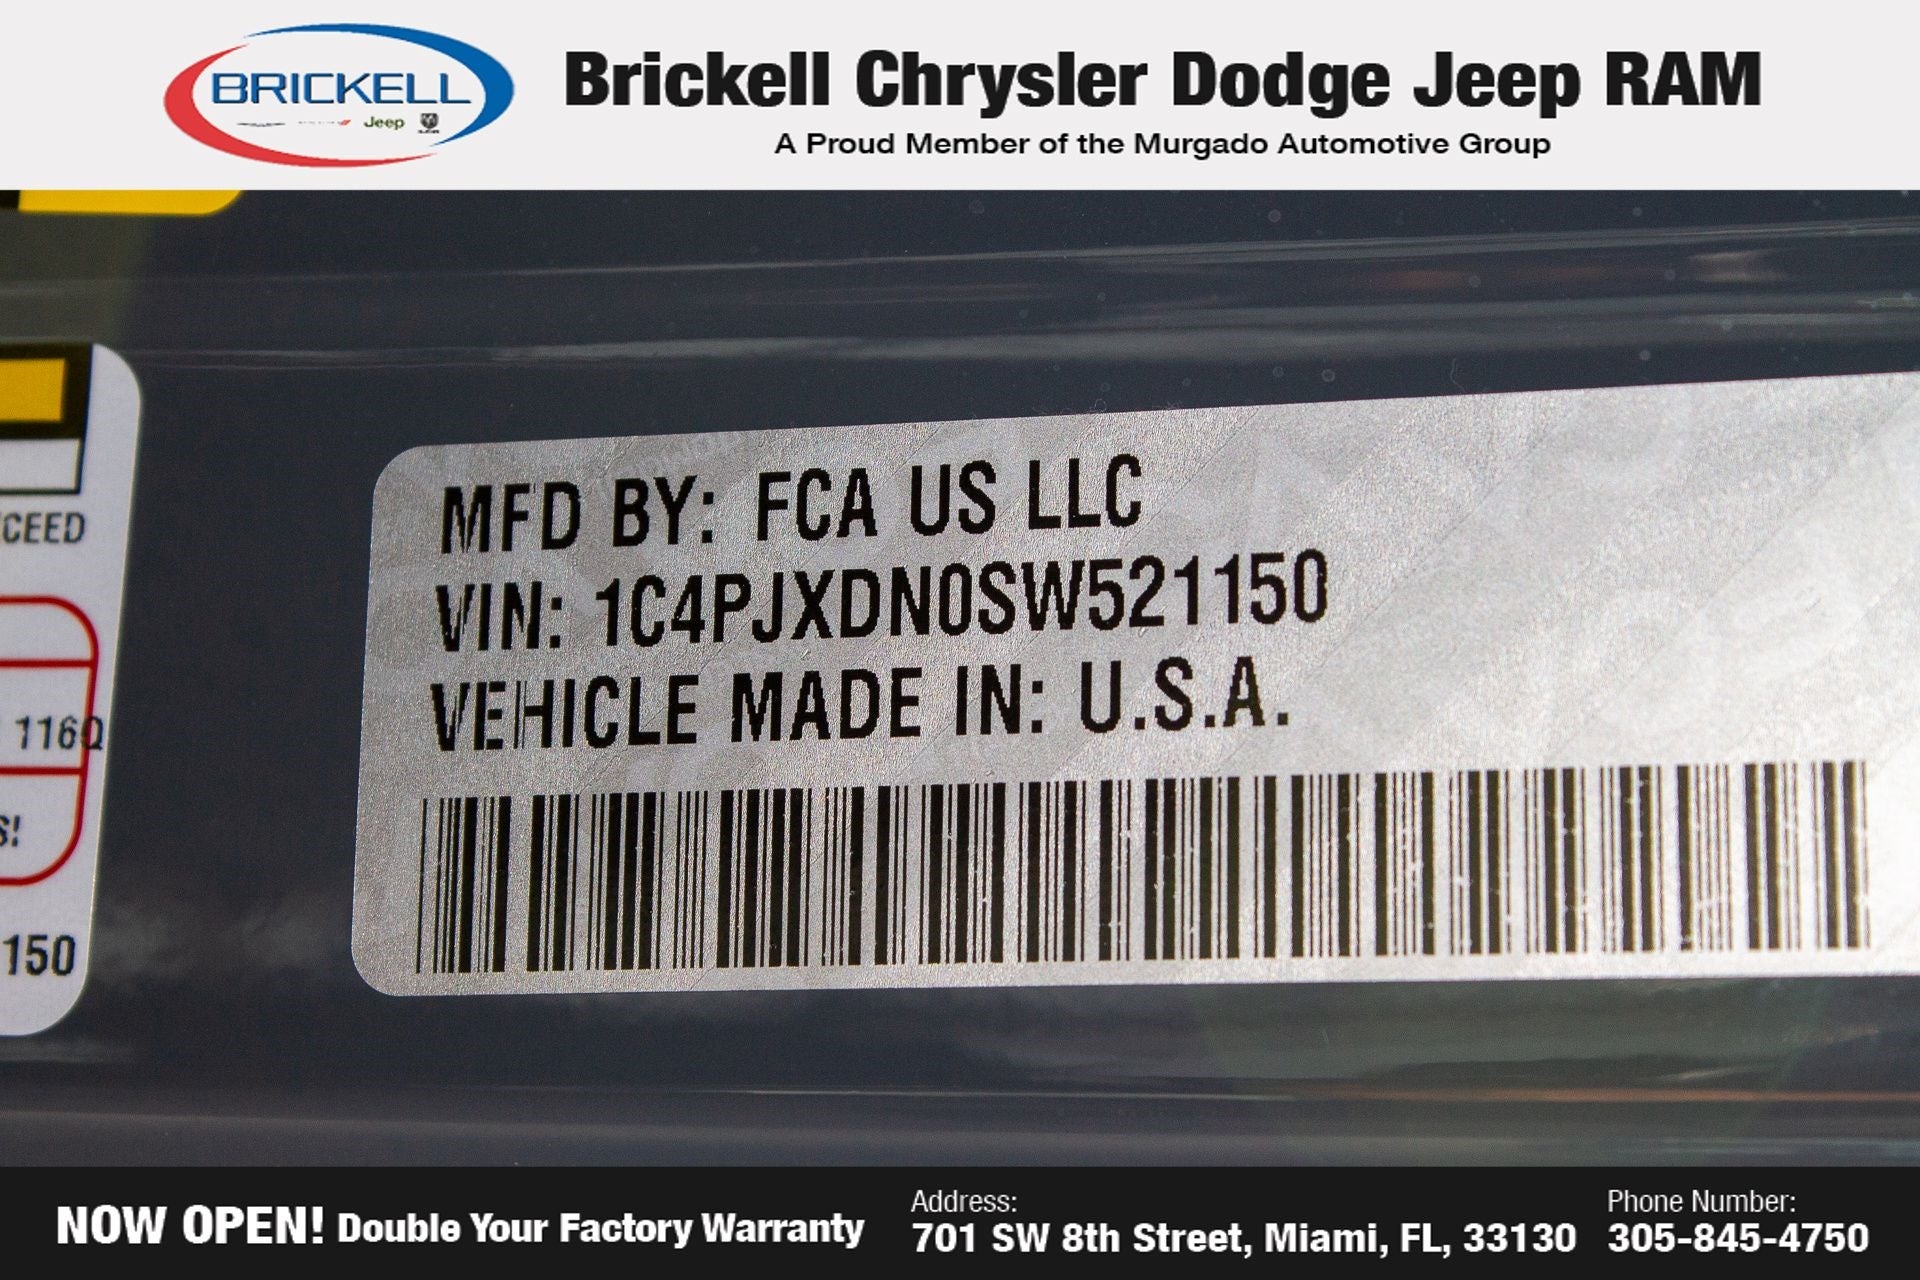 BRICKELL
Jeep
Brickell Chrysler Dodge Jeep RAM
A Proud Member of the Murgado Automotive Group
CEED
1160
S!
150
MFD BY: FCA US LLC
VIN: 1C4PJXDN0SW521150
VEHICLE MADE IN: U.S.A.
NOW OPEN! Double Your Factory Warranty
Address:
701 SW 8th Street, Miami, FL, 33130
Phone Number:
305-845-4750